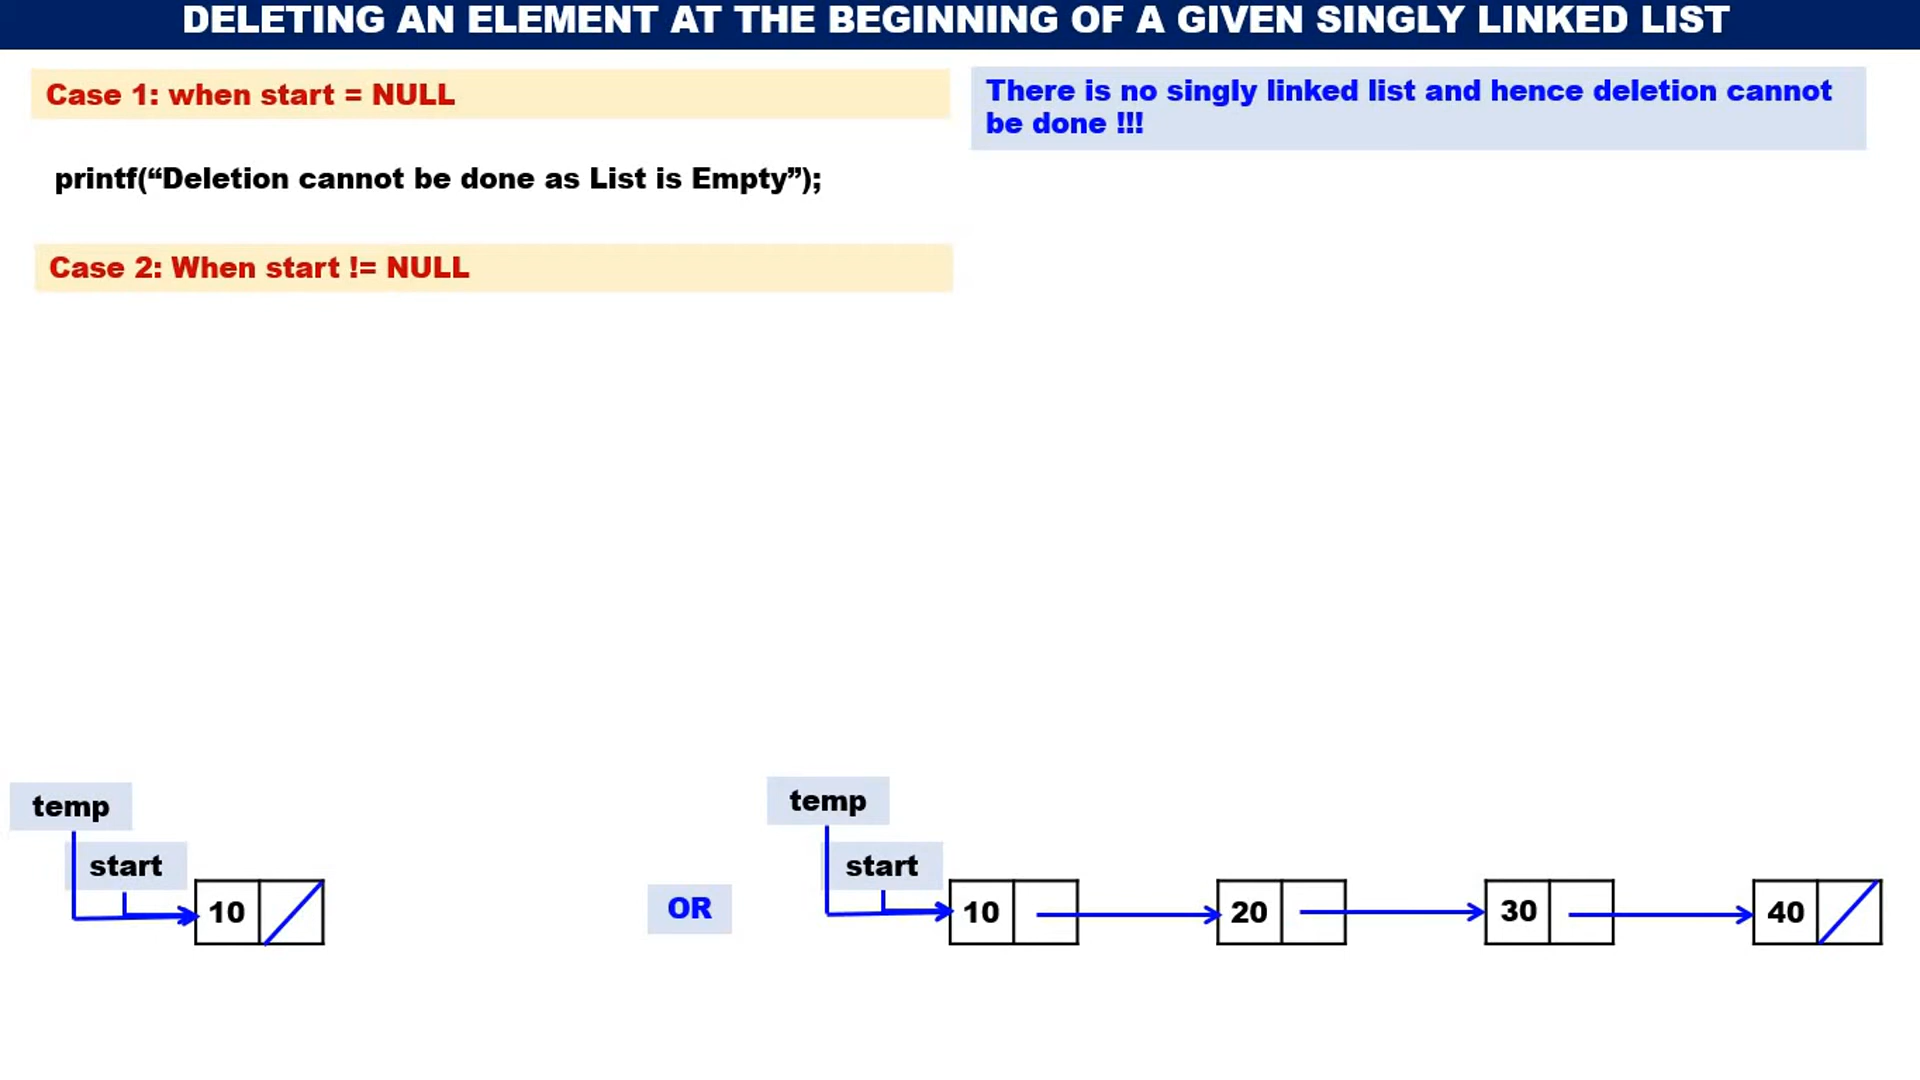 DELETING AN ELEMENT AT THE BEGINNING OF A GIVEN SINGLY LINKED LIST
Case 1: when start = NULL
There is no singly linked list and hence deletion cannot
be done !!!
printf(“Deletion cannot be done as List is Empty”);
Case 2: When start != NULL
temp
start
10
OR
temp
start
10
20
30
40